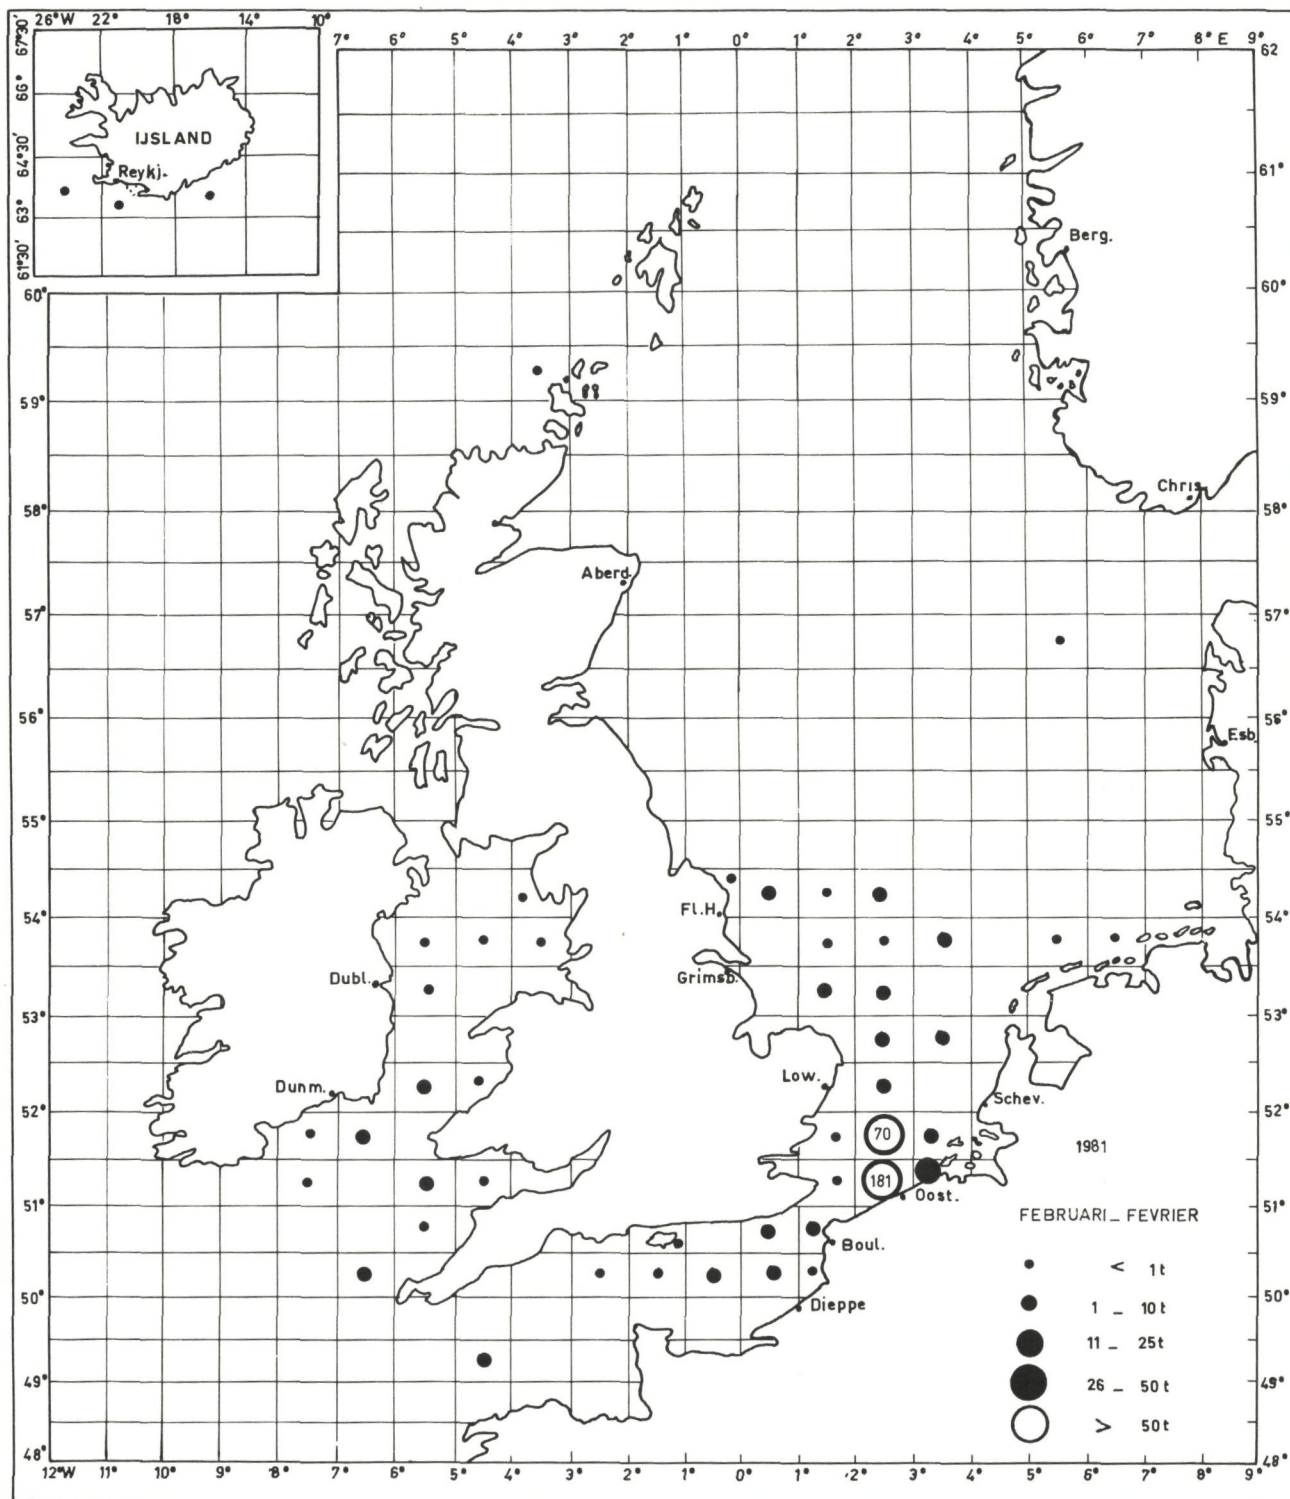 26° W 22° 18° 14° 10°
67°30'
66°
64°30'
63°
61°30'
IJSLAND
Reykj.
7° 6° 5° 4° 3° 2° 1° 0° 1° 2° 3° 4° 5° 6° 7° 8° E 9°
62
61°
60° 60°
59° 59°
58° 58°
57° 57°
56° 56°
55° 55°
54° 54°
53° 53°
52° 52°
51° 51°
50° 50°
49° 49°
48° 48°
Berg.
Chris
Aberd.
Esb
Fl.H.
Grimsb.
Dubl.
Dunm.
Low.
Schev.
70
181
Oost.
Boul.
Dieppe
1981
FEBRUARI _ FEVRIER
< 1t
1 _ 10t
11 _ 25t
26 _ 50t
> 50t
12°W 11° 10° 9° 8° 7° 6° 5° 4° 3° 2° 1° 0° 1° 2° 3° 4° 5° 6° 7° 8° 9°